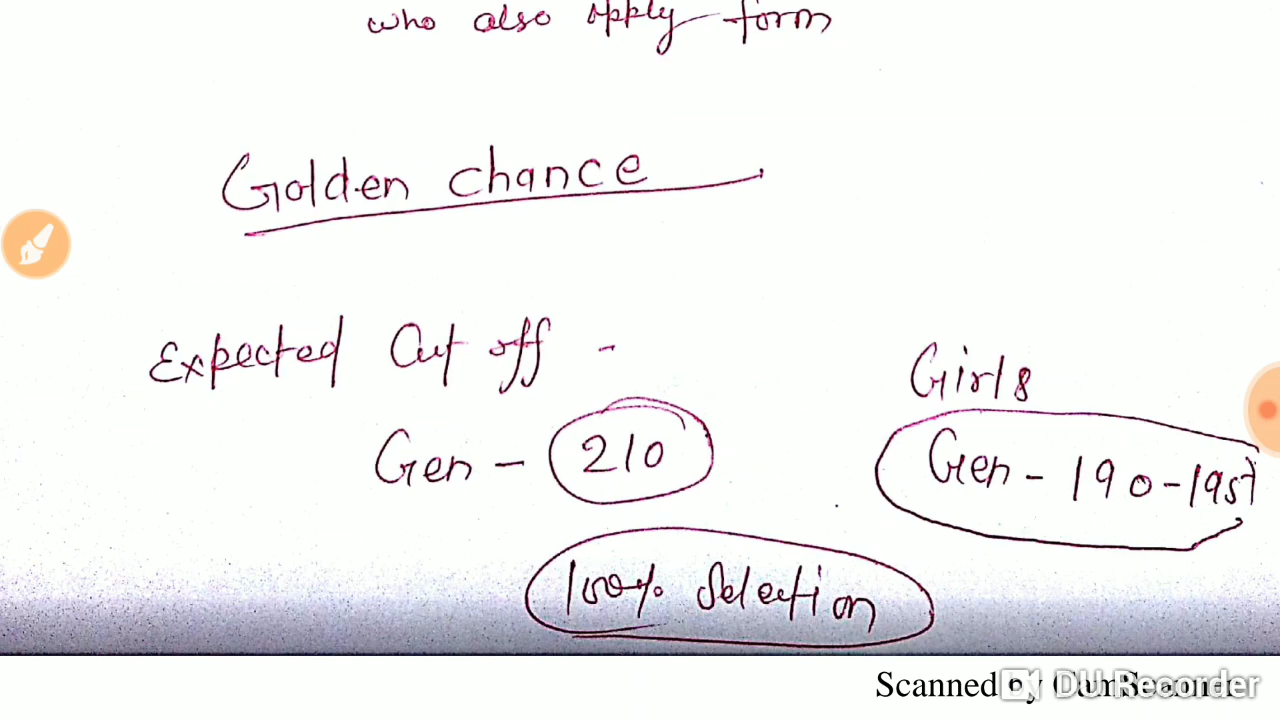 who also apply form
Golden chance
Expected Cut off -
Girls
Gen - 210
Gen - 190-195+
100% Selection
Scanned by CamScanner
DU Recorder